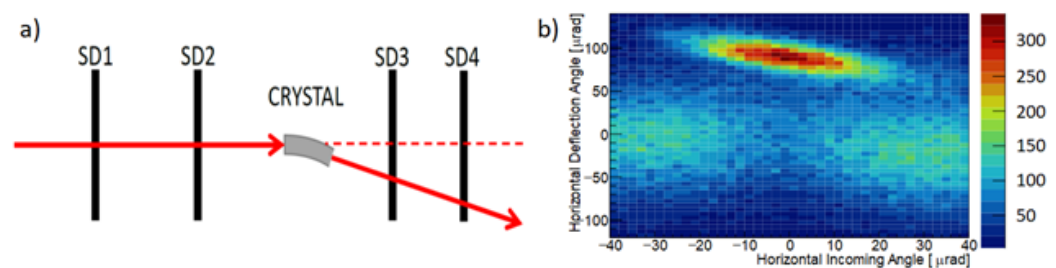 a)
SD1 SD2 SD3 SD4
CRYSTAL
b)
Horizontal Deflection Angle [ μrad]
100
50
0
−50
−100
−40 −30 −20 −10 0 10 20 30 40
Horizontal Incoming Angle [ μrad]
300
250
200
150
100
50